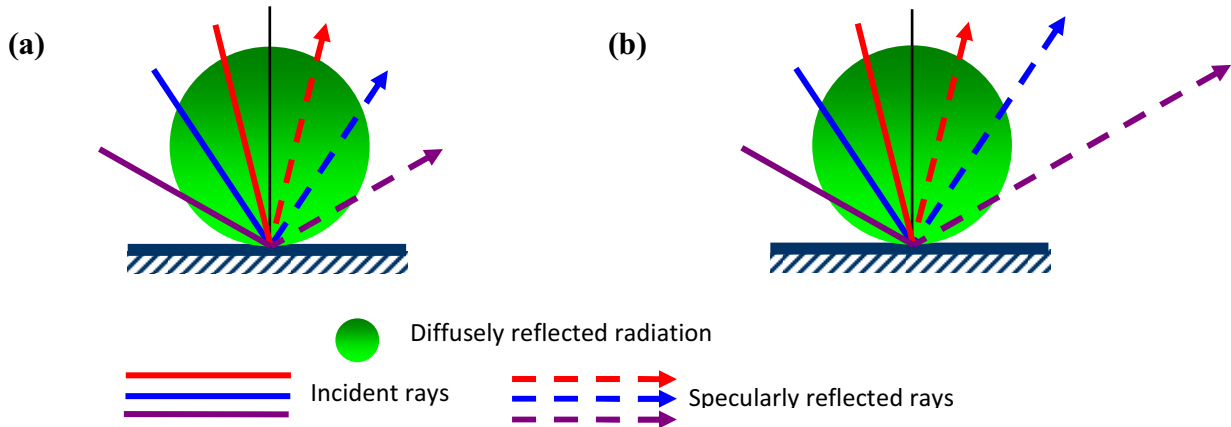 (a)
(b)
Diffusely reflected radiation
Incident rays
Specularly reflected rays